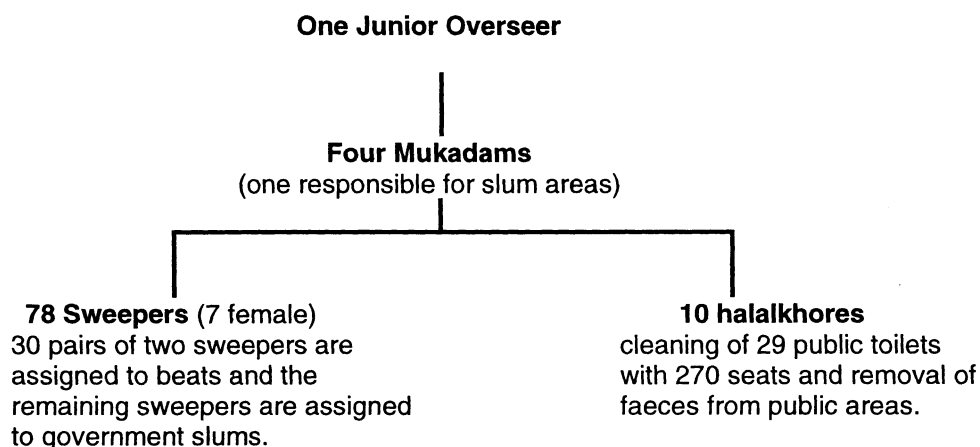 One Junior Overseer
Four Mukadams
(one responsible for slum areas)
78 Sweepers (7 female)
30 pairs of two sweepers are
assigned to beats and the
remaining sweepers are assigned
to government slums.
10 halalkhores
cleaning of 29 public toilets
with 270 seats and removal of
faeces from public areas.